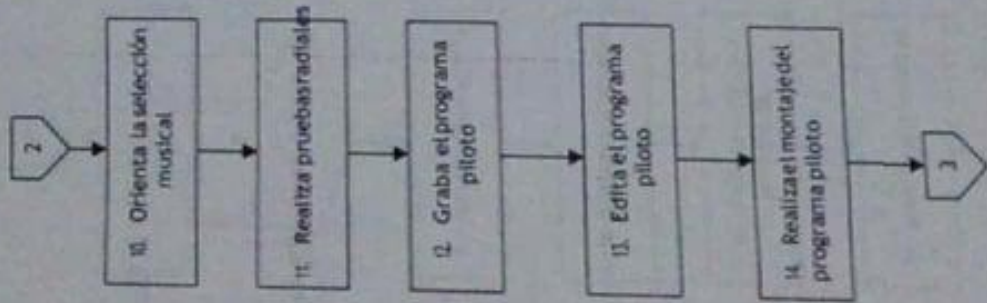 2
10. Orienta la selección
musical
11. Realiza pruebas radiales
12. Graba el programa
piloto
13. Edita el programa
piloto
14. Realiza el montaje del
programa piloto
3